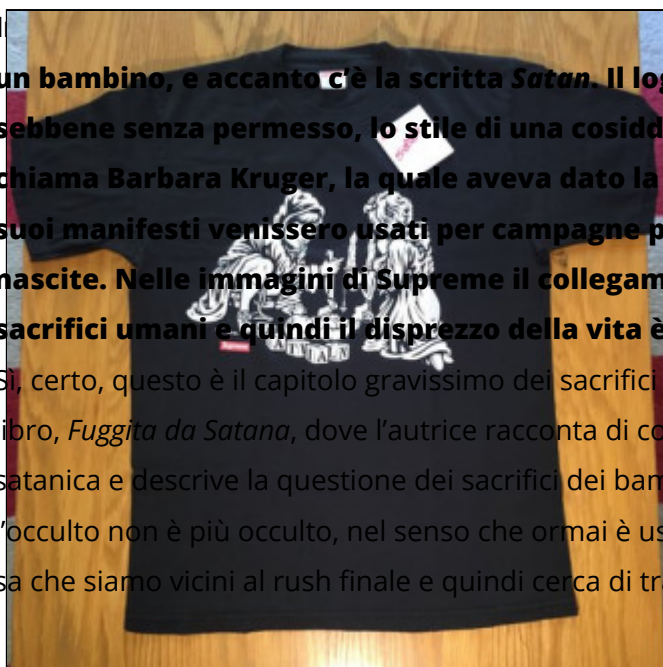 un bambino, e accanto c'è la scritta Satan. Il log
sebbene senza permesso, lo stile di una cosidd
chiama Barbara Kruger, la quale aveva dato la
suoi manifesti venissero usati per campagne p
nascite. Nelle immagini di Supreme il collegam
sacrifici umani e quindi il disprezzo della vita è
Supreme
Sì, certo, questo è il capitolo gravissimo dei sacrifici
ibro, Fuggita da Satana, dove l'autrice racconta di co
satanica e descrive la questione dei sacrifici dei bam
l'occulto non è più occulto, nel senso che ormai è us
sa che siamo vicini al rush finale e quindi cerca di tra